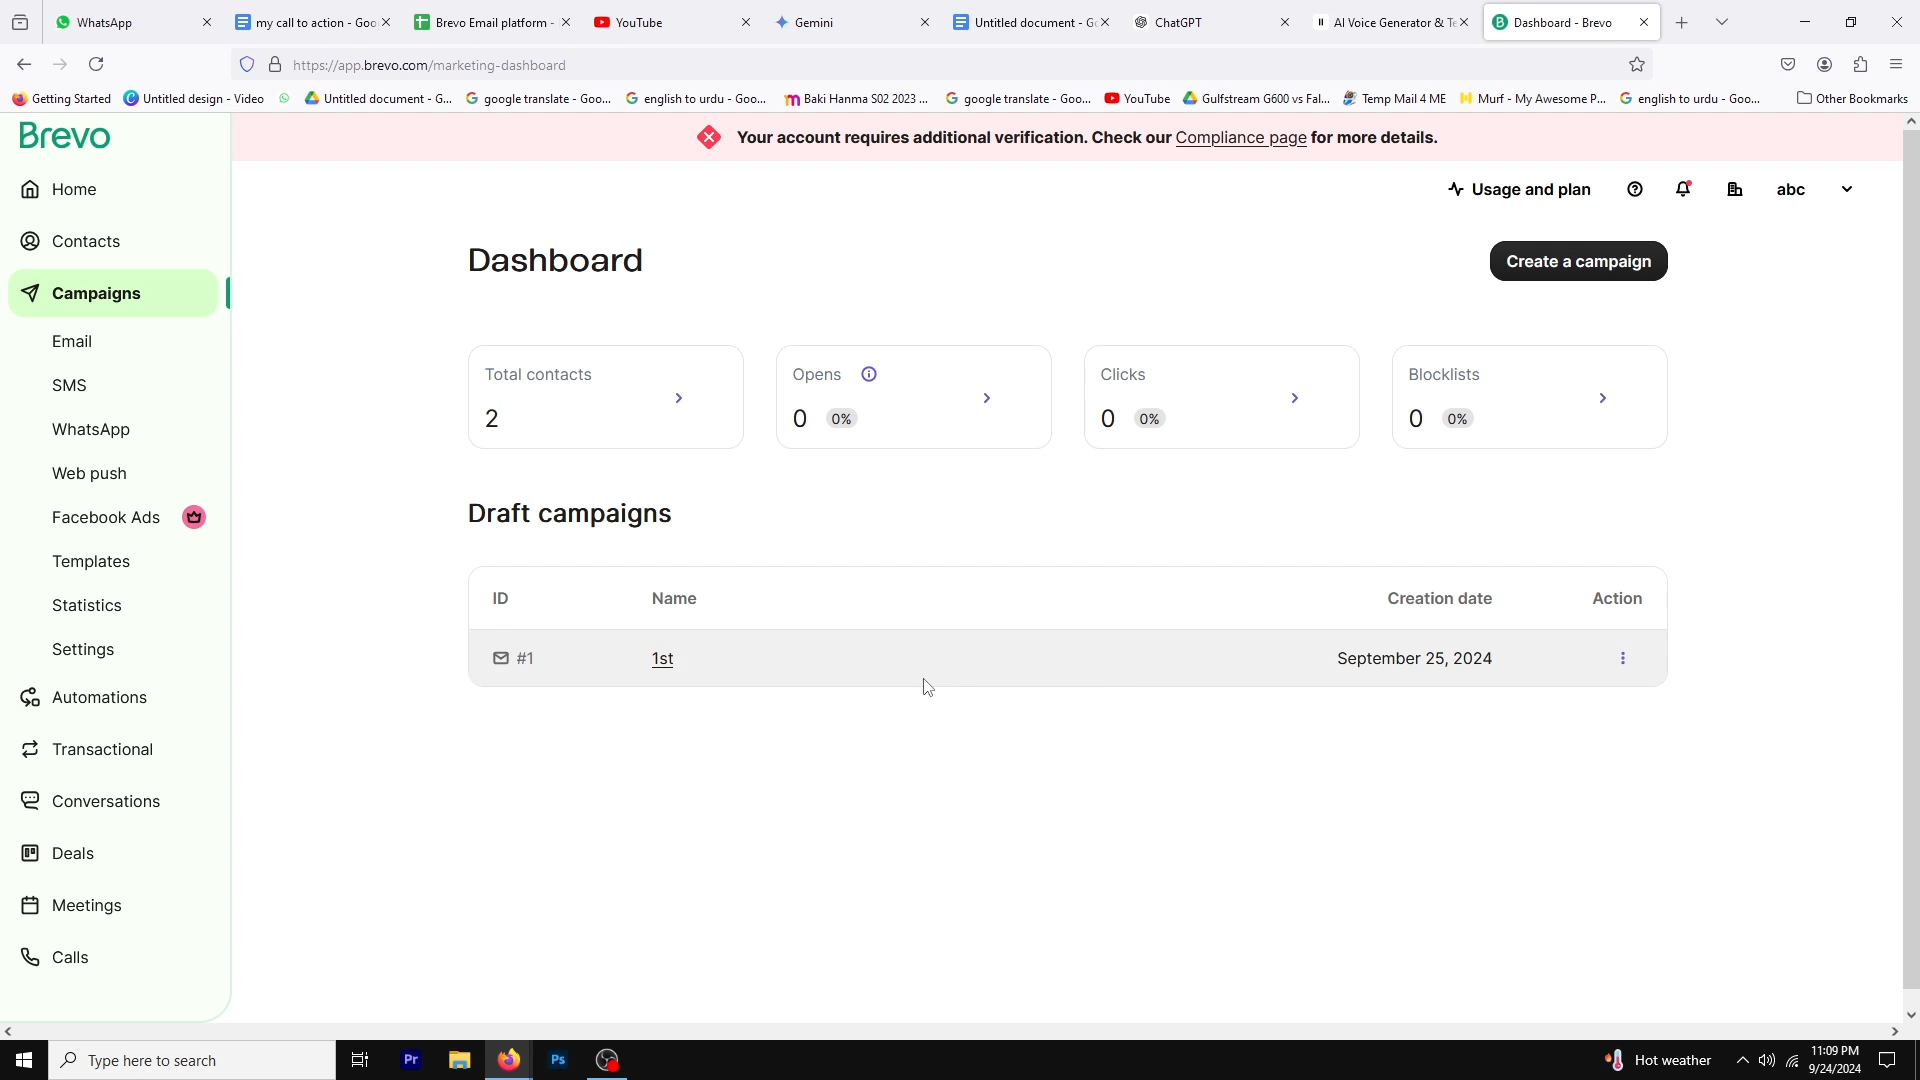 WhatsApp
my call to action - Goo
Brevo Email platform -
YouTube
Gemini
Untitled document - Go
ChatGPT
AI Voice Generator & Te
Dashboard - Brevo
https://app.brevo.com/marketing-dashboard
Getting Started
Untitled design - Video
Untitled document - G...
google translate - Goo...
english to urdu - Goo...
Baki Hanma S02 2023 ...
google translate - Goo...
YouTube
Gulfstream G600 vs Fal...
Temp Mail 4 ME
Murf - My Awesome P...
english to urdu - Goo...
Other Bookmarks
Brevo
Your account requires additional verification. Check our Compliance page for more details.
Home
Contacts
Campaigns
Email
SMS
WhatsApp
Web push
Facebook Ads
Templates
Statistics
Settings
Automations
Transactional
Conversations
Deals
Meetings
Calls
Usage and plan
abc
Dashboard
Create a campaign
Total contacts
2
Opens
0 0%
Clicks
0 0%
Blocklists
0 0%
Draft campaigns
ID Name Creation date Action
#1 1st September 25, 2024
Type here to search
Pr
Ps
Hot weather
11:09 PM
9/24/2024